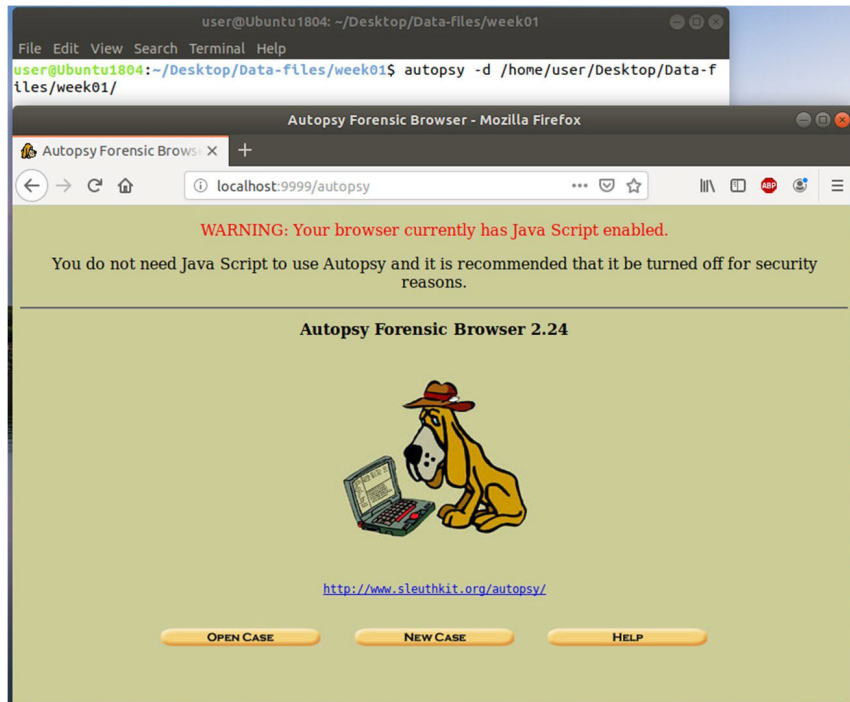 user@Ubuntu1804: ~/Desktop/Data-files/week01
File Edit View Search Terminal Help
user@Ubuntu1804:~/Desktop/Data-files/week01$ autopsy -d /home/user/Desktop/Data-f
iles/week01/
Autopsy Forensic Browser - Mozilla Firefox
Autopsy Forensic Brows
localhost:9999/autopsy
ABP
WARNING: Your browser currently has Java Script enabled.
You do not need Java Script to use Autopsy and it is recommended that it be turned off for security
reasons.
Autopsy Forensic Browser 2.24
http://www.sleuthkit.org/autopsy/
OPEN CASE NEW CASE HELP